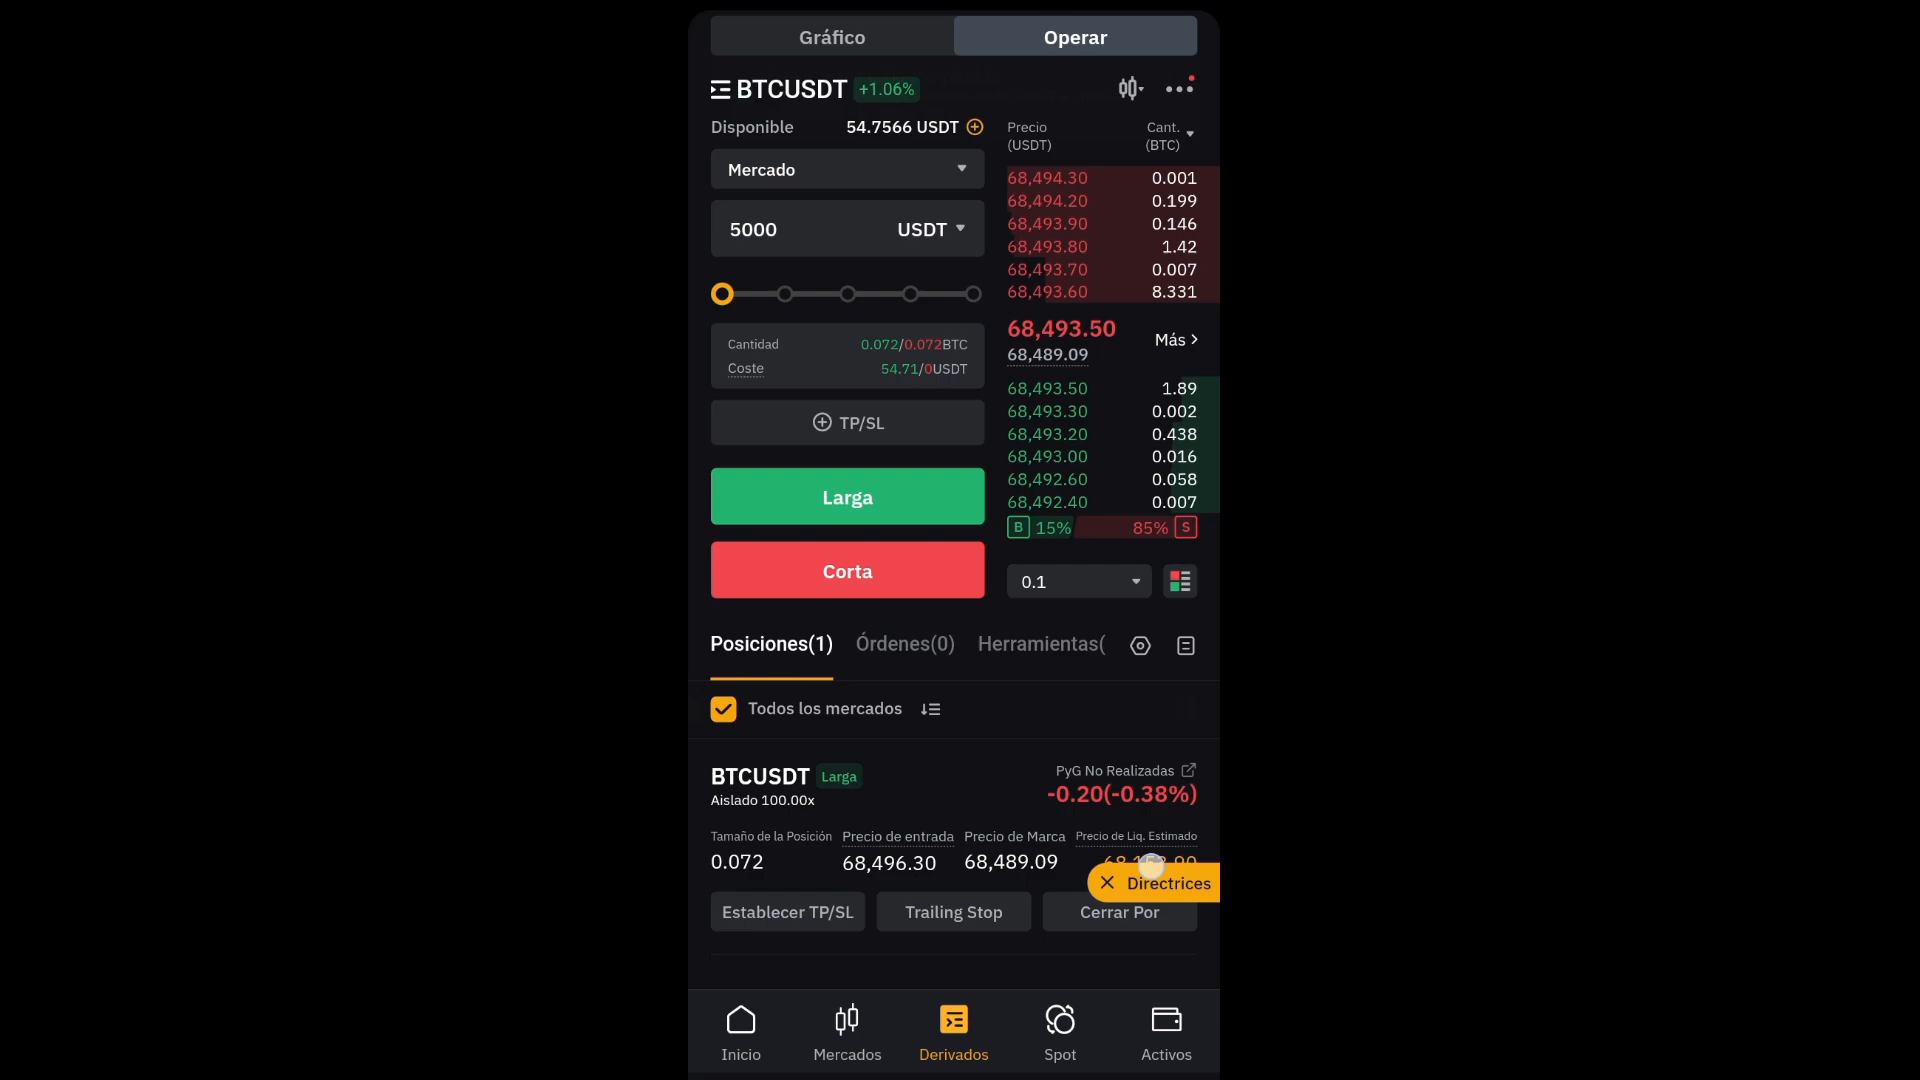 Gráfico
Operar
BTCUSDT +1.06%
Disponible 54.7566 USDT
Mercado
5000 USDT
Cantidad 0.072/0.072BTC
Coste 54.71/0USDT
TP/SL
Larga
Corta
Precio Cant.
(USDT) (BTC)
68,494.30 0.001
68,494.20 0.199
68,493.90 0.146
68,493.80 1.42
68,493.70 0.007
68,493.60 8.331
68,493.50
Más
68,489.09
68,493.50 1.89
68,493.30 0.002
68,493.20 0.438
68,493.00 0.016
68,492.60 0.058
68,492.40 0.007
B 15% 85% S
0.1
Posiciones(1) Órdenes(0) Herramientas(
Todos los mercados
BTCUSDT Larga
Aislado 100.00x
PyG No Realizadas
-0.20(-0.38%)
Tamaño de la Posición Precio de entrada Precio de Marca Precio de Liq. Estimado
0.072 68,496.30 68,489.09
Directrices
Establecer TP/SL Trailing Stop Cerrar Por
Inicio Mercados Derivados Spot Activos